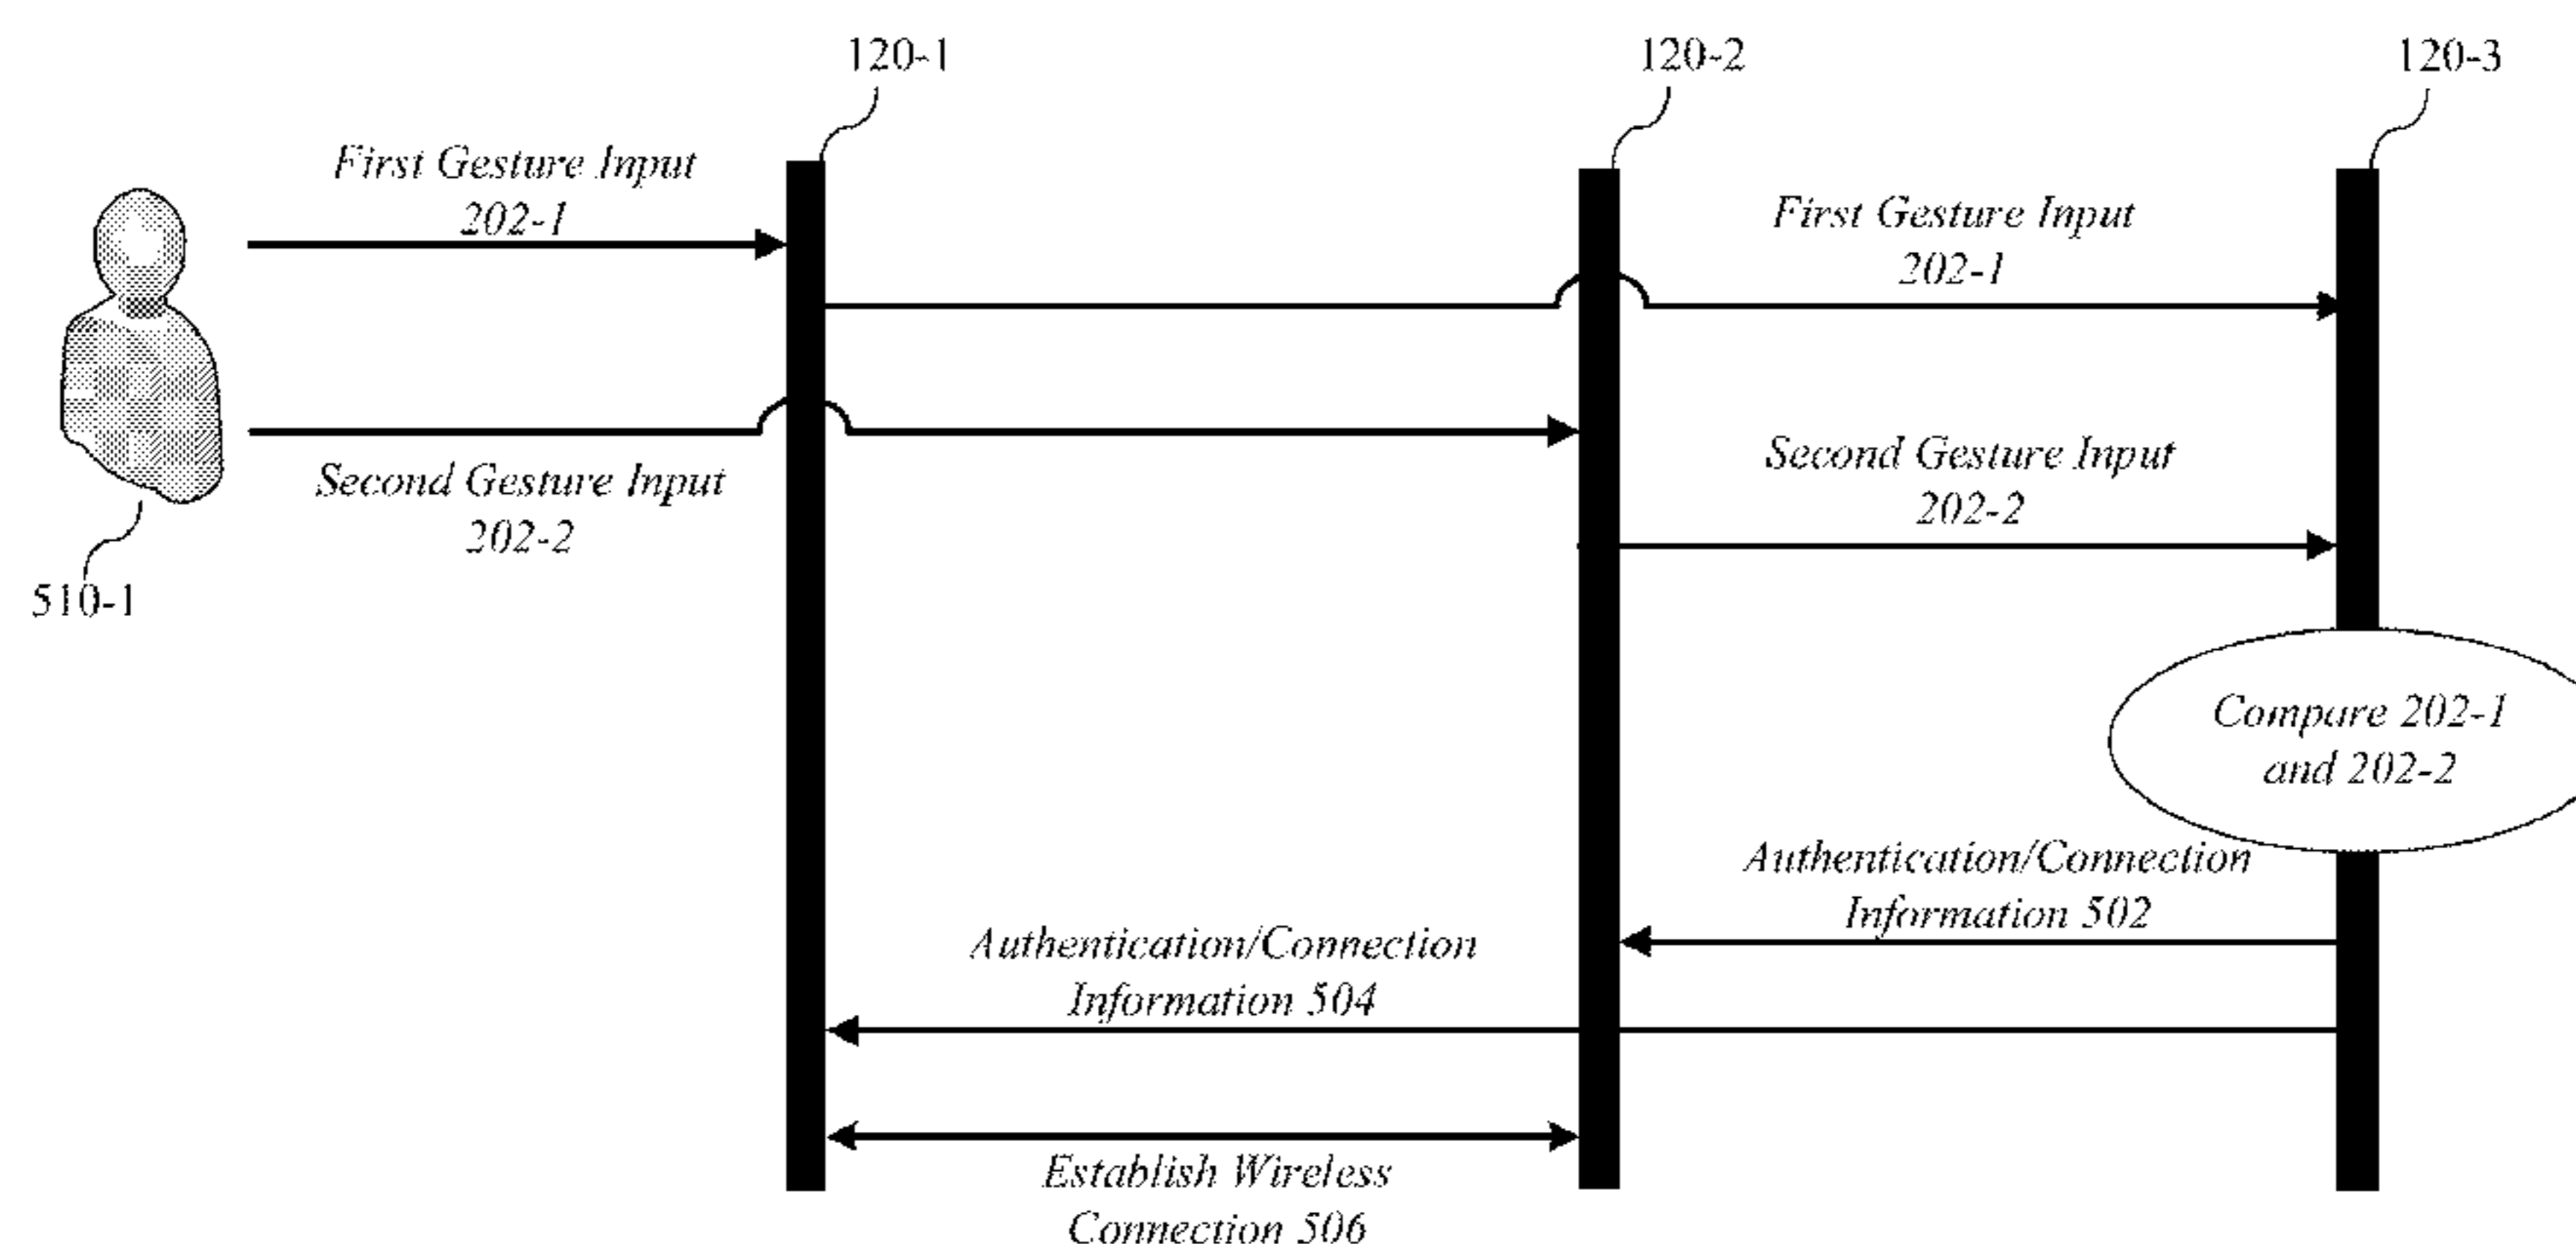 120-1
120-2
120-3
First Gesture Input
202-1
First Gesture Input
202-1
Second Gesture Input
202-2
Second Gesture Input
202-2
510-1
Compare 202-1
and 202-2
Authentication/Connection
Information 502
Authentication/Connection
Information 504
Establish Wireless
Connection 506